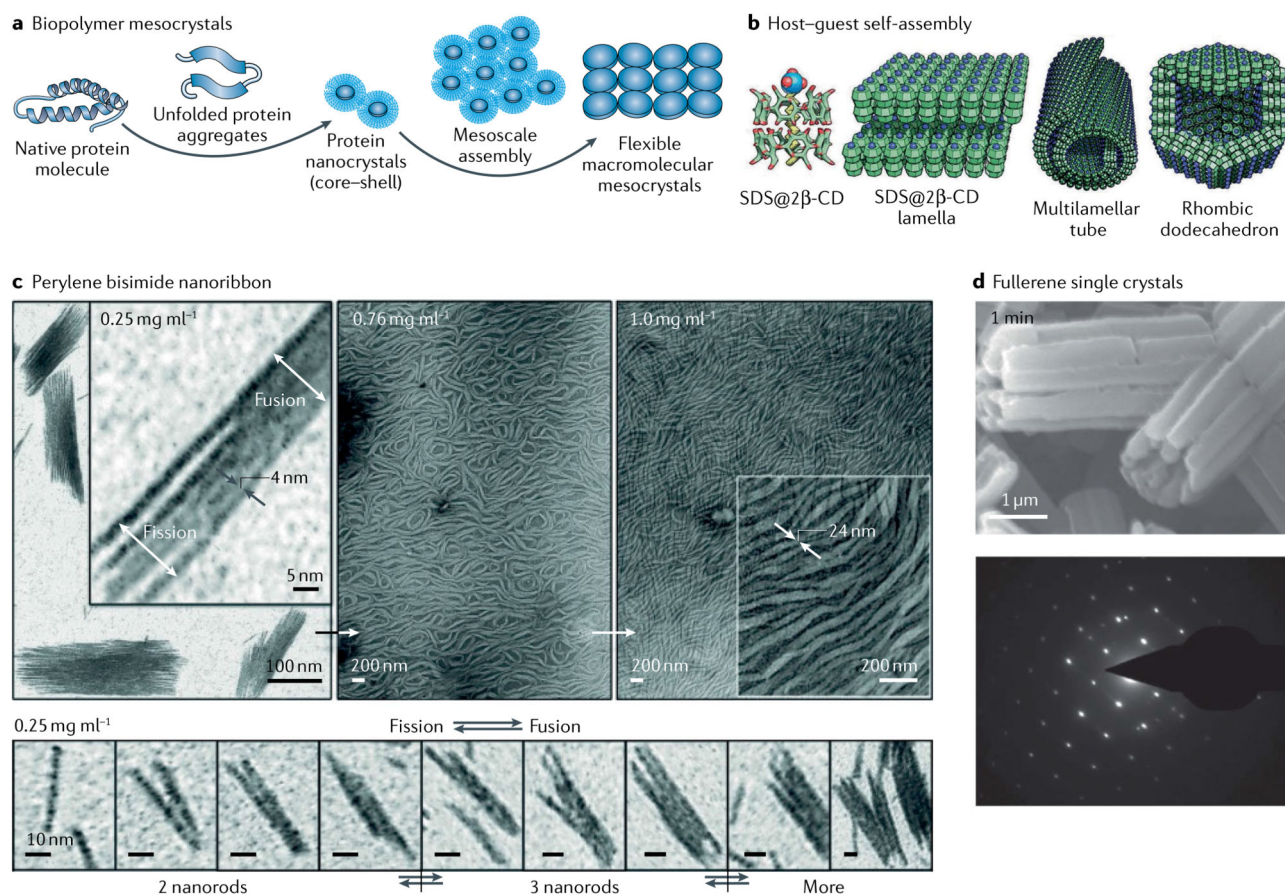 a Biopolymer mesocrystals
Native protein
molecule
Unfolded protein
aggregates
Protein
nanocrystals
(core–shell)
Mesoscale
assembly
Flexible
macromolecular
mesocrystals
b Host–guest self-assembly
SDS@2β-CD
SDS@2β-CD
lamella
Multilamellar
tube
Rhombic
dodecahedron
c Perylene bisimide nanoribbon
0.25 mg ml⁻¹
Fusion
4 nm
Fission
5 nm
100 nm
0.76 mg ml⁻¹
200 nm
1.0 mg ml⁻¹
24 nm
200 nm
200 nm
0.25 mg ml⁻¹
Fission
Fusion
10 nm
2 nanorods
3 nanorods
More
d Fullerene single crystals
1 min
1 µm